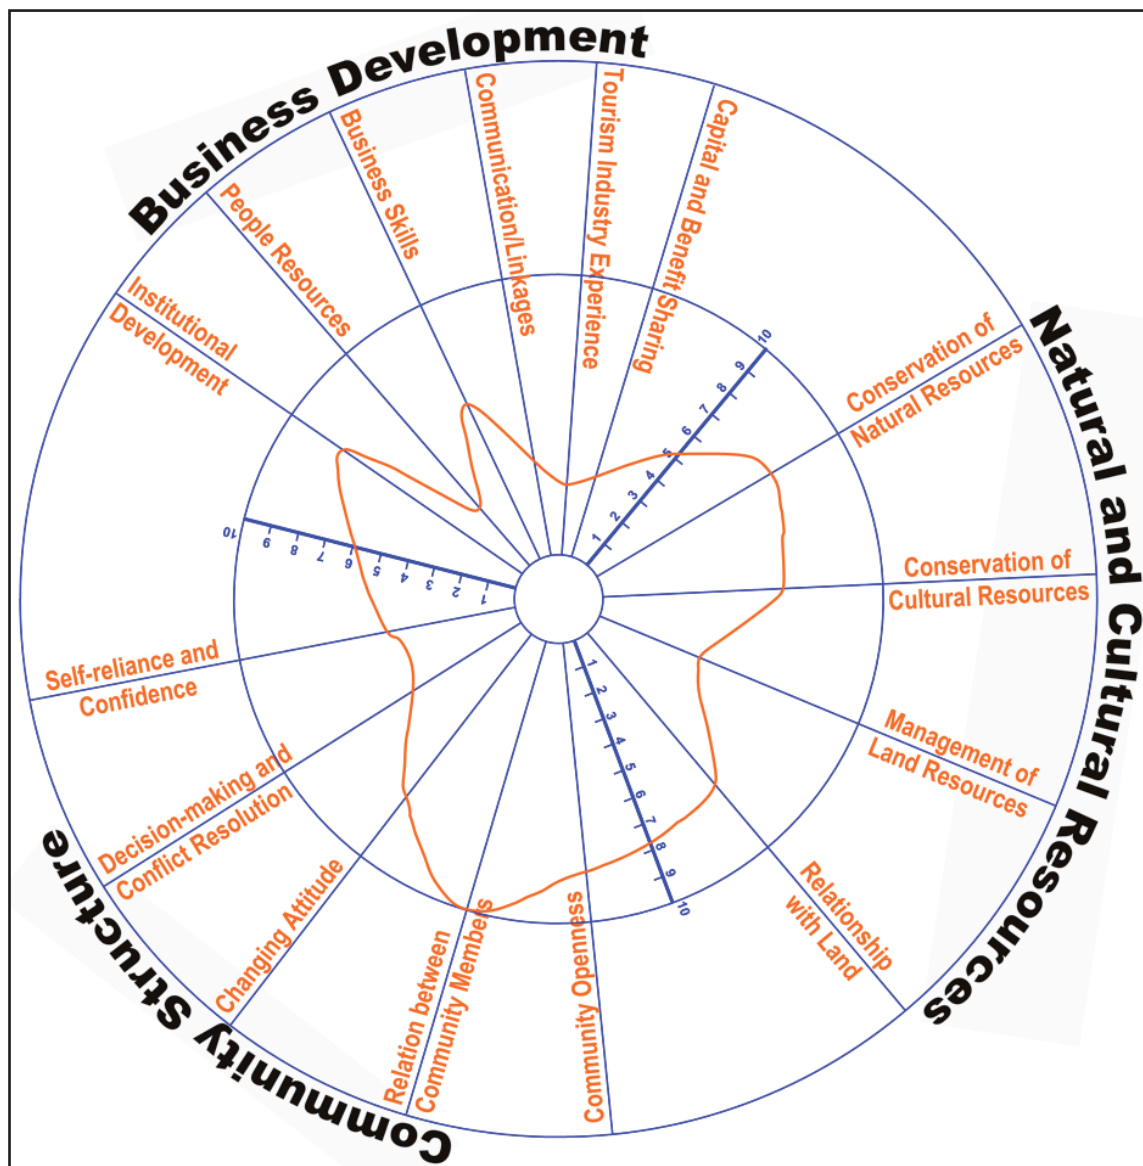 Business Development
Institutional
Development
People Resources
Business Skills
Communication/Linkages
Tourism Industry Experience
Capital and Benefit Sharing
1 2 3 4 5 6 7 8 9 10
Natural and Cultural Resources
Conservation of
Natural Resources
Conservation of
Cultural Resources
Management of
Land Resources
Relationship
with Land
1 2 3 4 5 6 7 8 9 10
Community Structure
Community Openness
Relation between
Community Members
Changing Attitude
Decision-making and
Conflict Resolution
Self-reliance and
Confidence
1 2 3 4 5 6 7 8 9 10